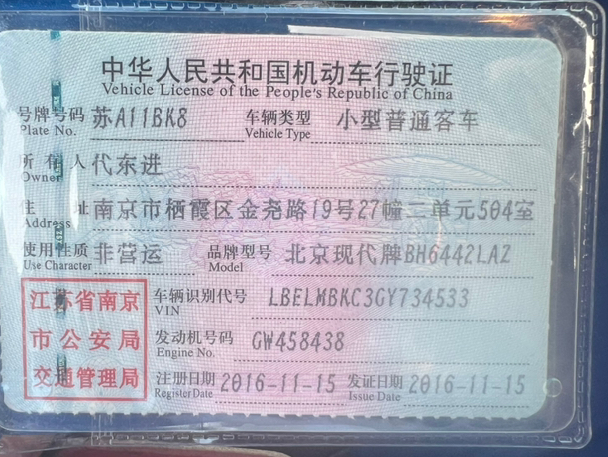 中华人民共和国机动车行驶证
Vehicle License of the People's Republic of China
号牌号码 苏A11BK8 车辆类型 小型普通客车
Plate No. Vehicle Type
所有人 代东进
Owner
住址 南京市栖霞区金尧路19号27幢二单元504室
Address
使用性质 非营运 品牌型号 北京现代牌BH6442LAZ
Use Character Model
江苏省南京市公安局交通管理局
车辆识别代号 LBELMBKC3GY734533
VIN
发动机号码 GW458438
Engine No.
注册日期 2016-11-15 发证日期 2016-11-15
Register Date Issue Date